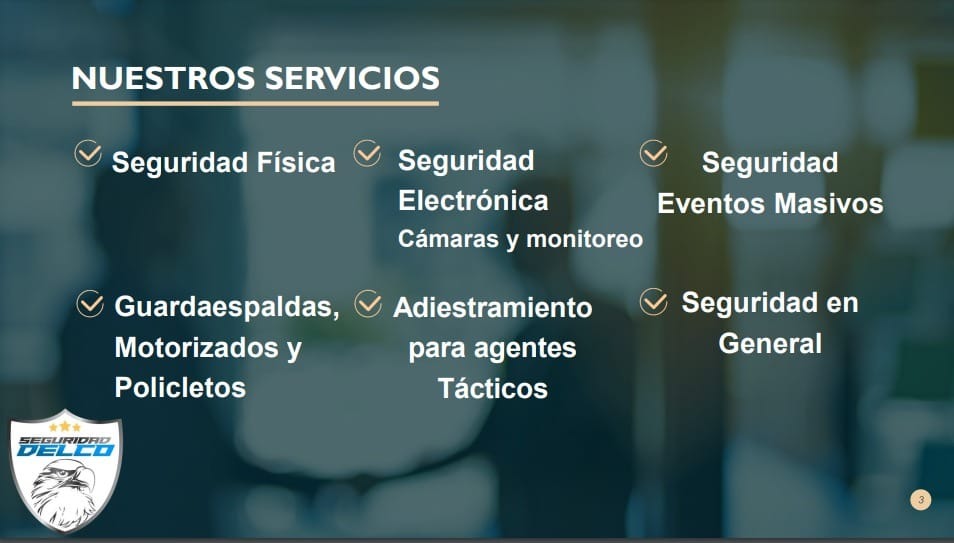 NUESTROS SERVICIOS
Seguridad Física
Seguridad
Electrónica
Cámaras y monitoreo
Seguridad
Eventos Masivos
Guardaespaldas,
Motorizados y
Policletos
Adiestramiento
para agentes
Tácticos
Seguridad en
General
SEGURIDAD
DELCO
3